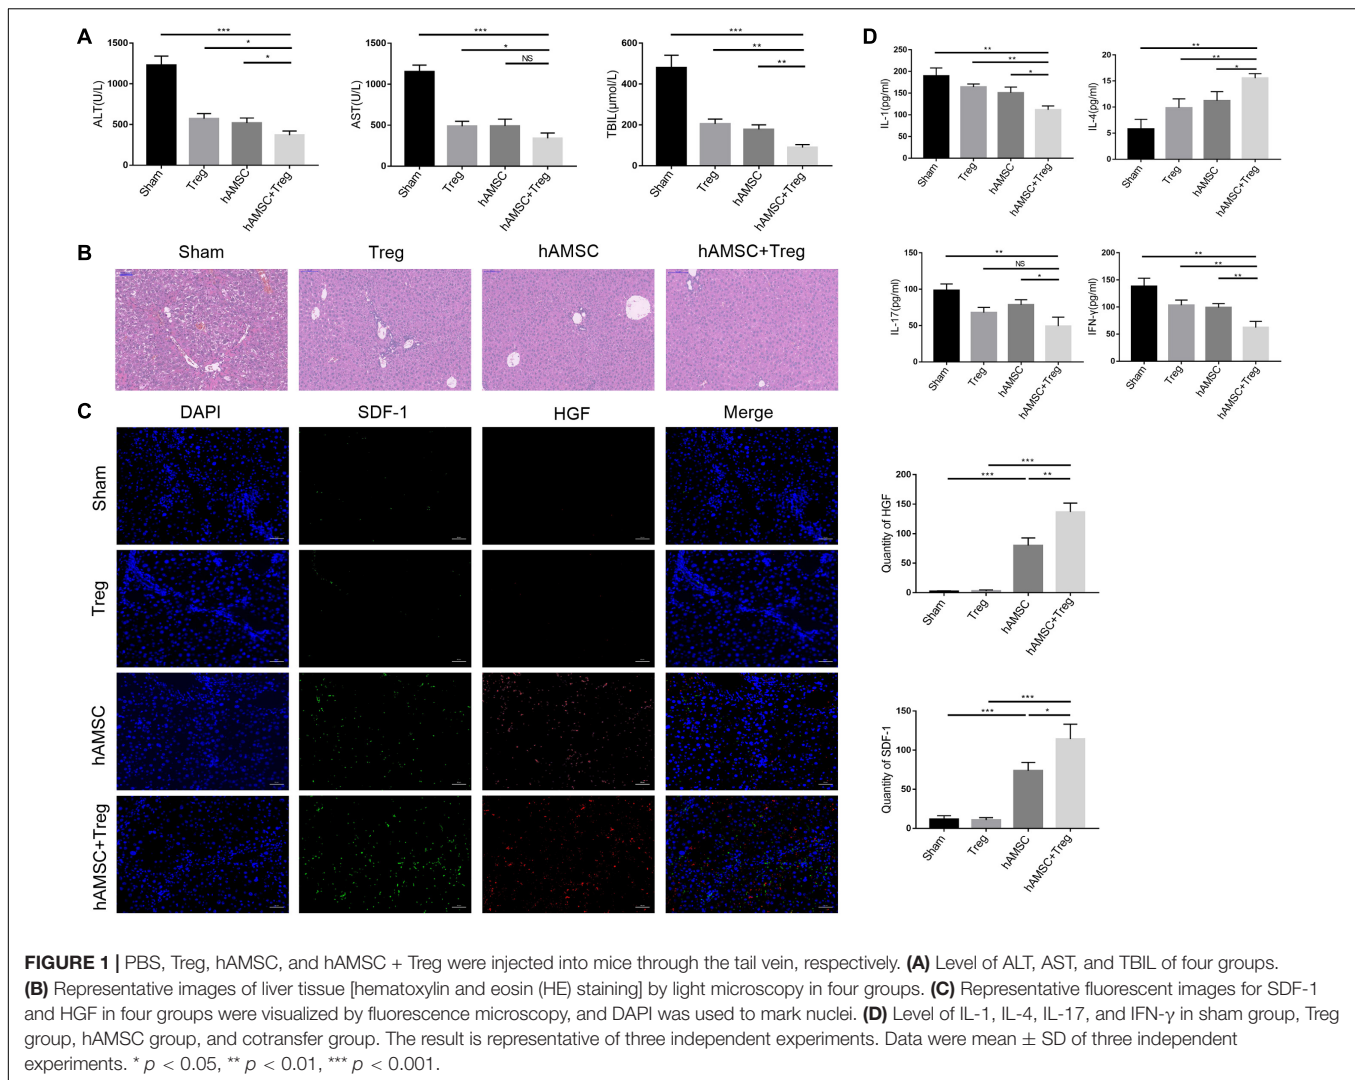 A
***
*
*
1500
1000
500
0
ALT(U/L)
Sham
Treg
hAMSC
hAMSC+Treg
***
*
NS
1500
1000
500
0
AST(U/L)
Sham
Treg
hAMSC
hAMSC+Treg
***
**
**
600
400
200
0
TBIL(μmol/L)
Sham
Treg
hAMSC
hAMSC+Treg
B
Sham Treg hAMSC hAMSC+Treg
C
DAPI SDF-1 HGF Merge
Sham
Treg
hAMSC
hAMSC+Treg
D
**
**
*
250
200
150
100
50
0
IL-1(pg/ml)
Sham
Treg
hAMSC
hAMSC+Treg
**
**
*
20
15
10
5
0
IL-4(pg/ml)
Sham
Treg
hAMSC
hAMSC+Treg
**
NS
*
150
100
50
0
IL-17(pg/ml)
Sham
Treg
hAMSC
hAMSC+Treg
**
**
**
200
150
100
50
0
IFN-γ(pg/ml)
Sham
Treg
hAMSC
hAMSC+Treg
***
***
**
200
150
100
50
0
Quantity of HGF
Sham
Treg
hAMSC
hAMSC+Treg
***
***
*
150
100
50
0
Quantity of SDF-1
Sham
Treg
hAMSC
hAMSC+Treg
FIGURE 1 | PBS, Treg, hAMSC, and hAMSC + Treg were injected into mice through the tail vein, respectively. (A) Level of ALT, AST, and TBIL of four groups.
(B) Representative images of liver tissue [hematoxylin and eosin (HE) staining] by light microscopy in four groups. (C) Representative fluorescent images for SDF-1
and HGF in four groups were visualized by fluorescence microscopy, and DAPI was used to mark nuclei. (D) Level of IL-1, IL-4, IL-17, and IFN-γ in sham group, Treg
group, hAMSC group, and cotransfer group. The result is representative of three independent experiments. Data were mean ± SD of three independent
experiments. * p < 0.05, ** p < 0.01, *** p < 0.001.